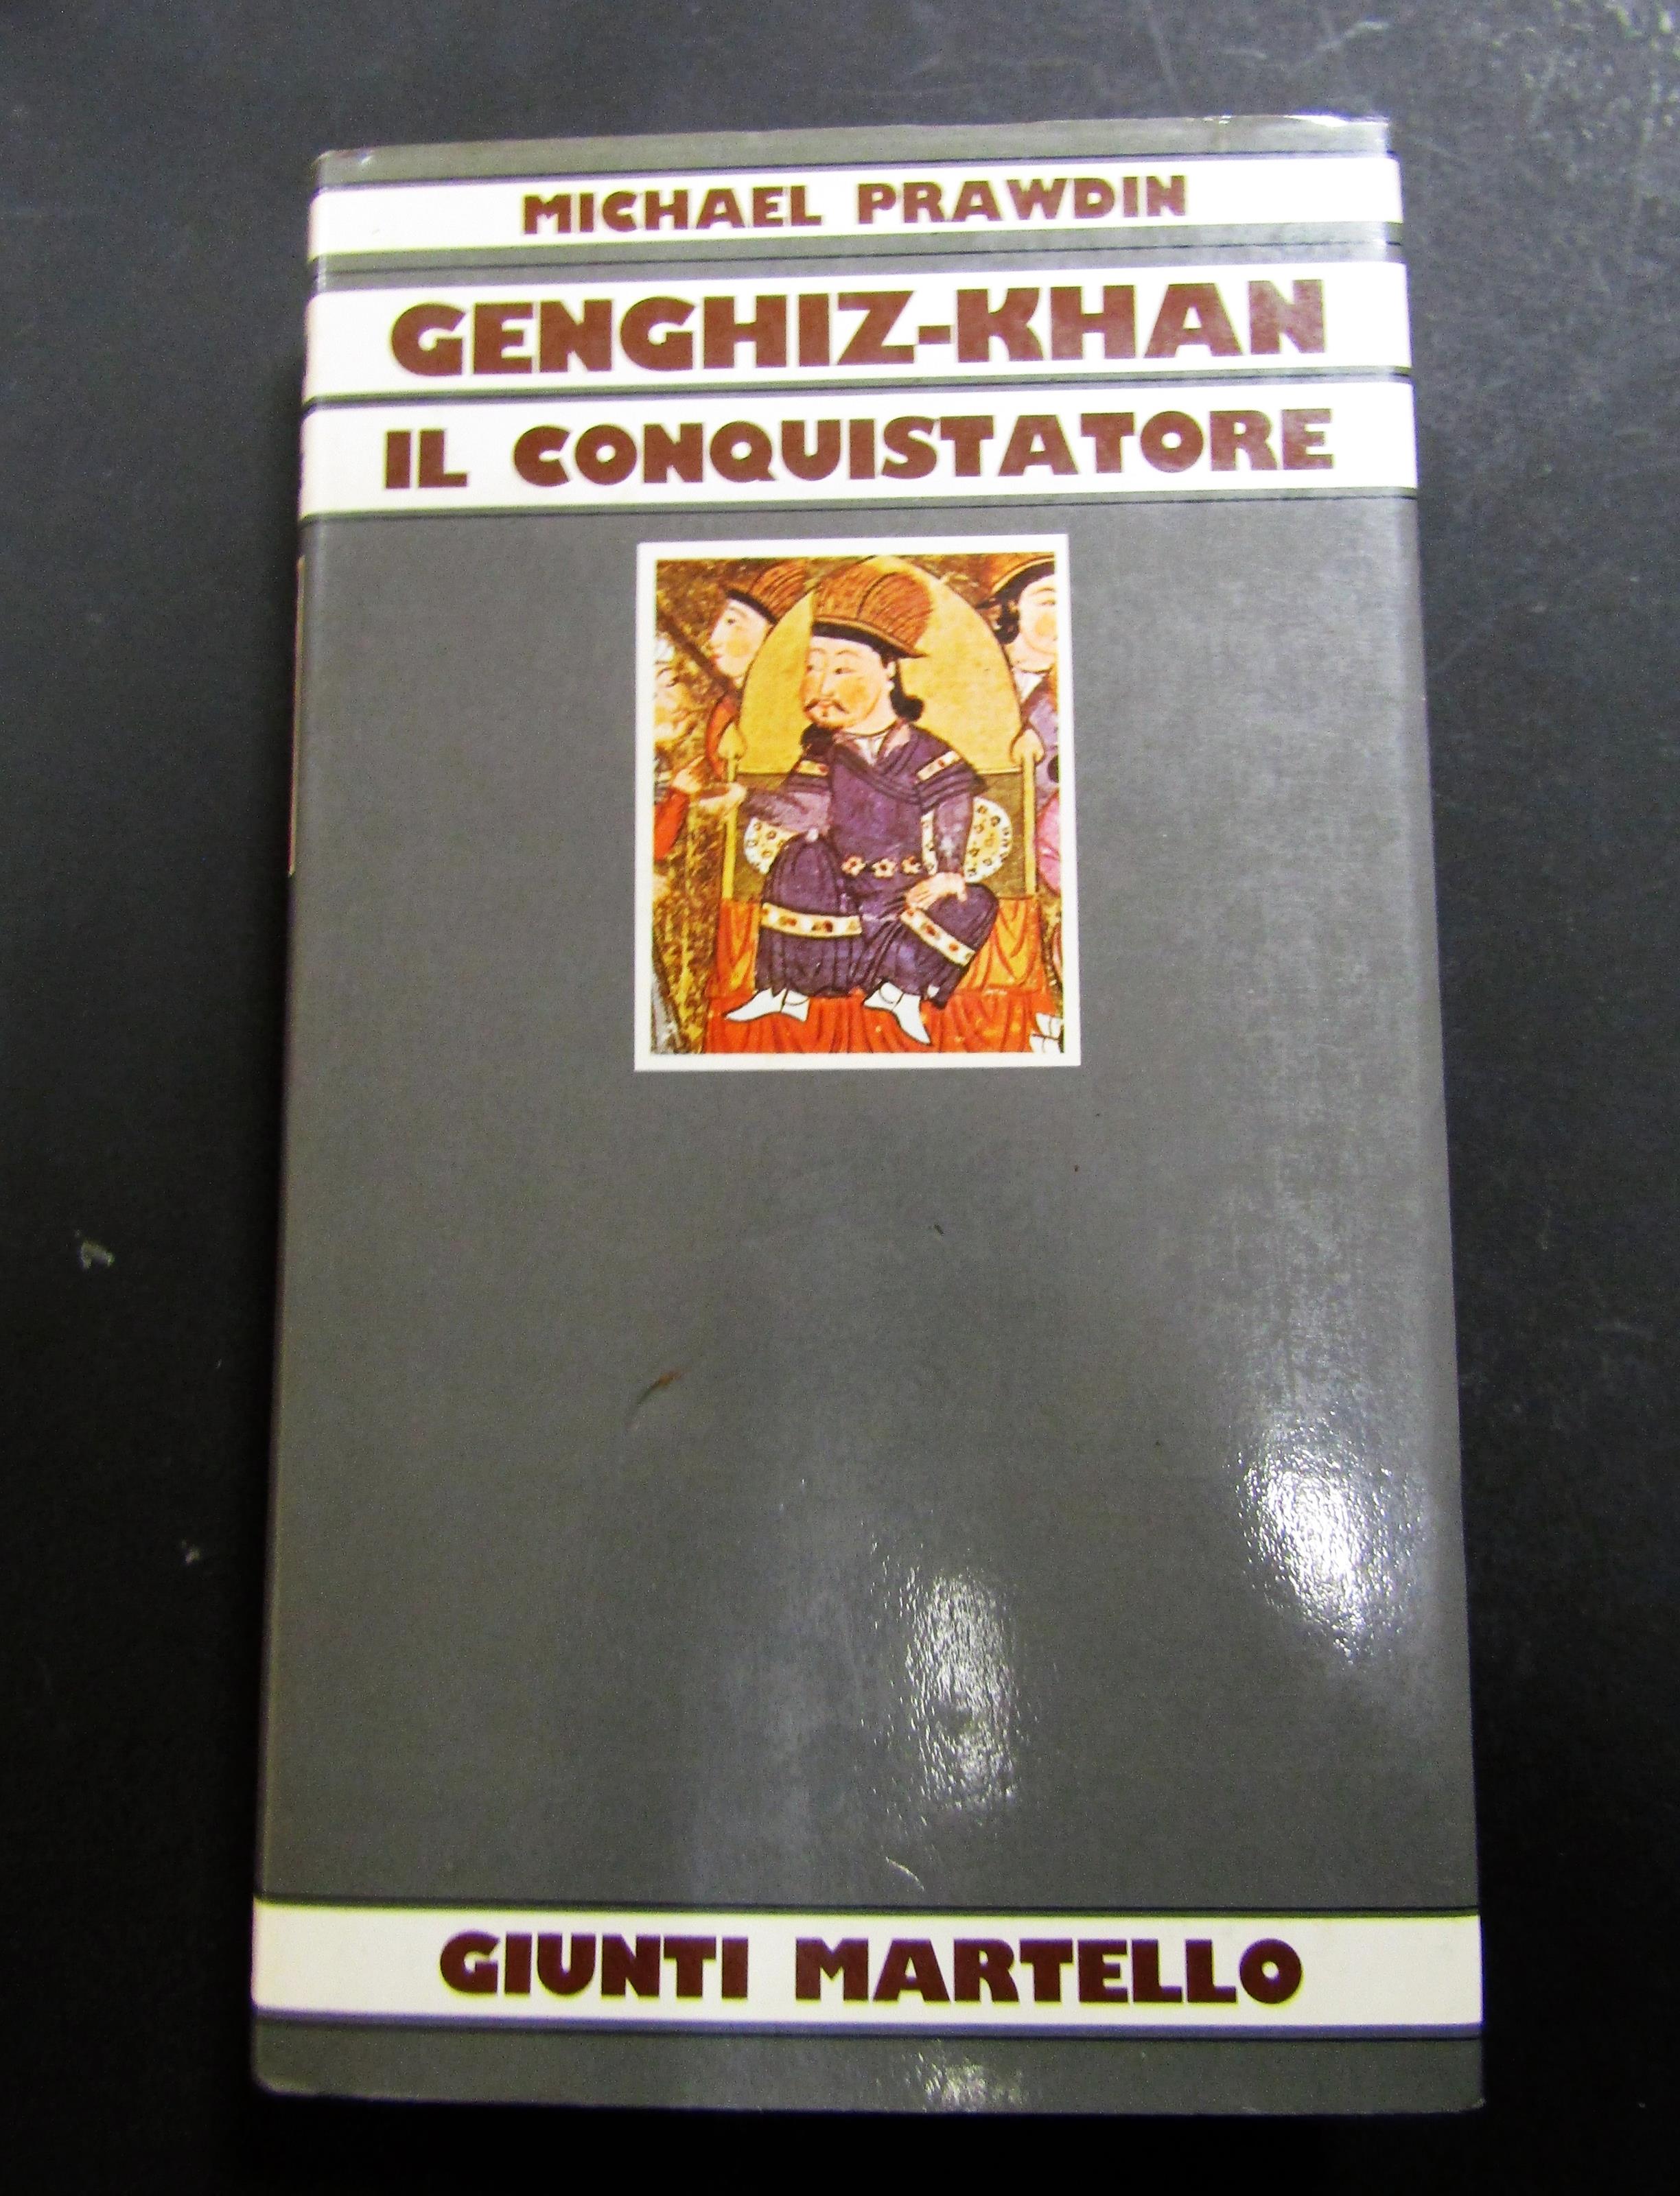 MICHAEL PRAWDIN
GENGHIZ-KHAN
IL CONQUISTATORE
GIUNTI MARTELLO